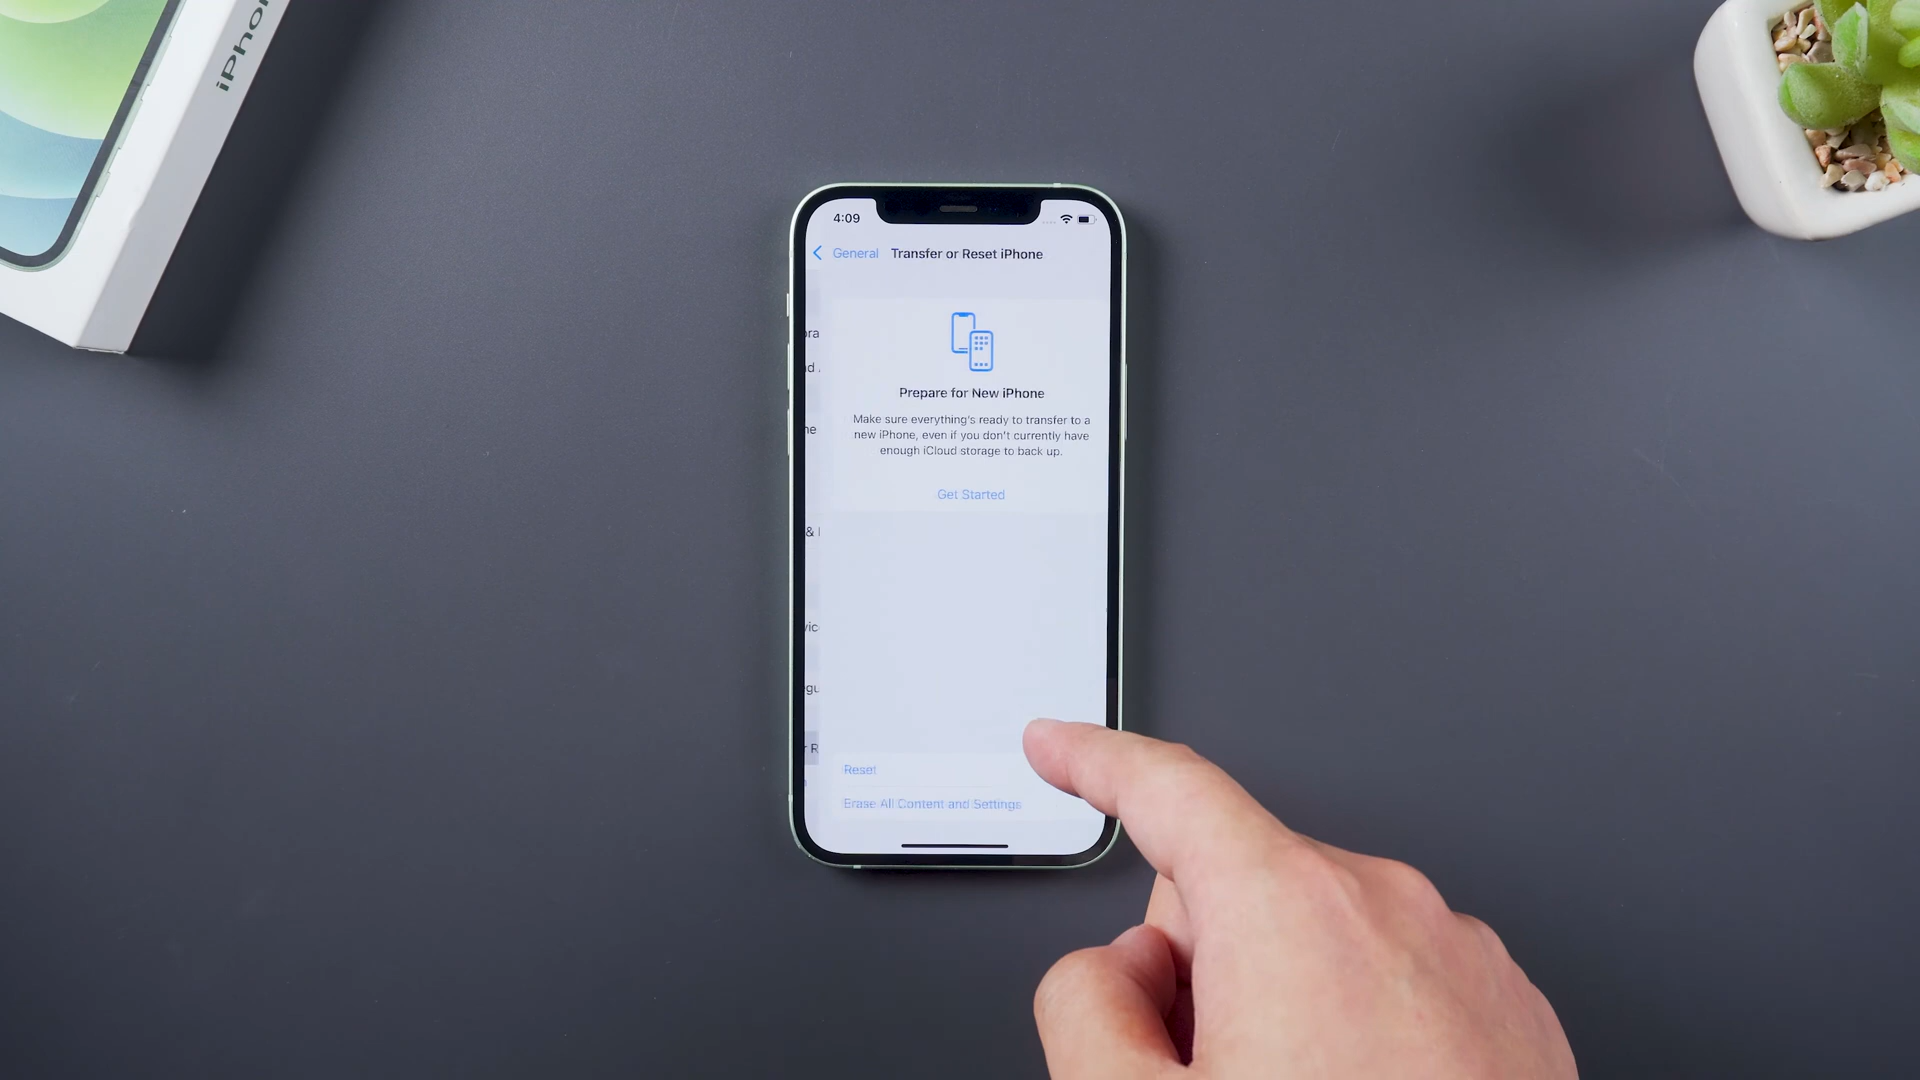 iPhon
4:09
General Transfer or Reset iPhone
Prepare for New iPhone
Make sure everything's ready to transfer to a
new iPhone, even if you don't currently have
enough iCloud storage to back up.
Get Started
Reset
Erase All Content and Settings